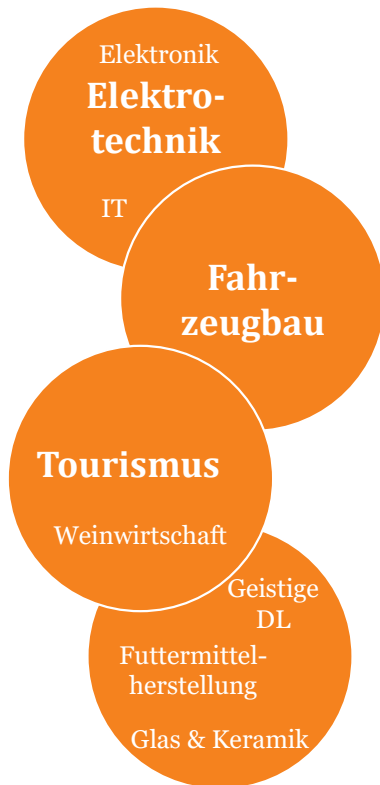 Elektronik
Elektro-
technik
IT
Fahr-
zeugbau
Tourismus
Weinwirtschaft
Geistige
DL
Futtermittel-
herstellung
Glas & Keramik